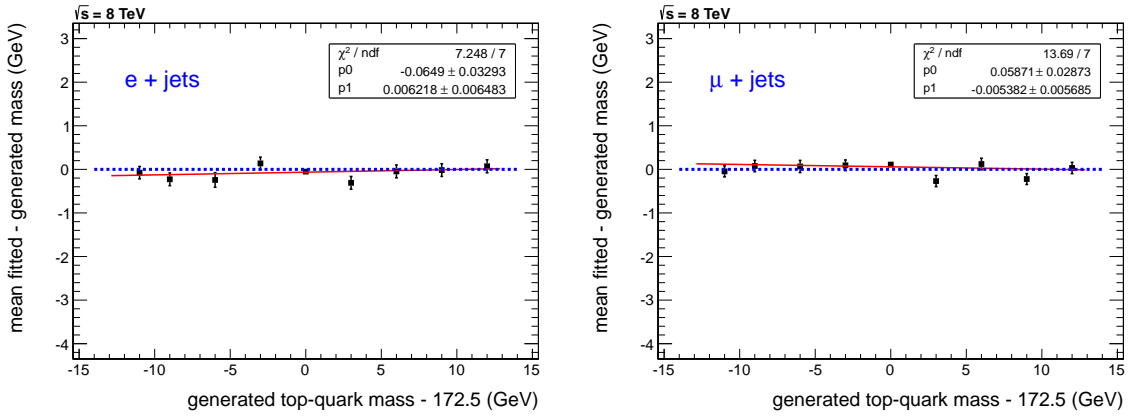 √s = 8 TeV
e + jets
χ² / ndf 7.248 / 7
p0 -0.0649 ± 0.03293
p1 0.006218 ± 0.006483
mean fitted - generated mass (GeV)
3
2
1
0
-1
-2
-3
-4
-15 -10 -5 0 5 10 15
generated top-quark mass - 172.5 (GeV)
√s = 8 TeV
μ + jets
χ² / ndf 13.69 / 7
p0 0.05871 ± 0.02873
p1 -0.005382 ± 0.005685
mean fitted - generated mass (GeV)
3
2
1
0
-1
-2
-3
-4
-15 -10 -5 0 5 10 15
generated top-quark mass - 172.5 (GeV)